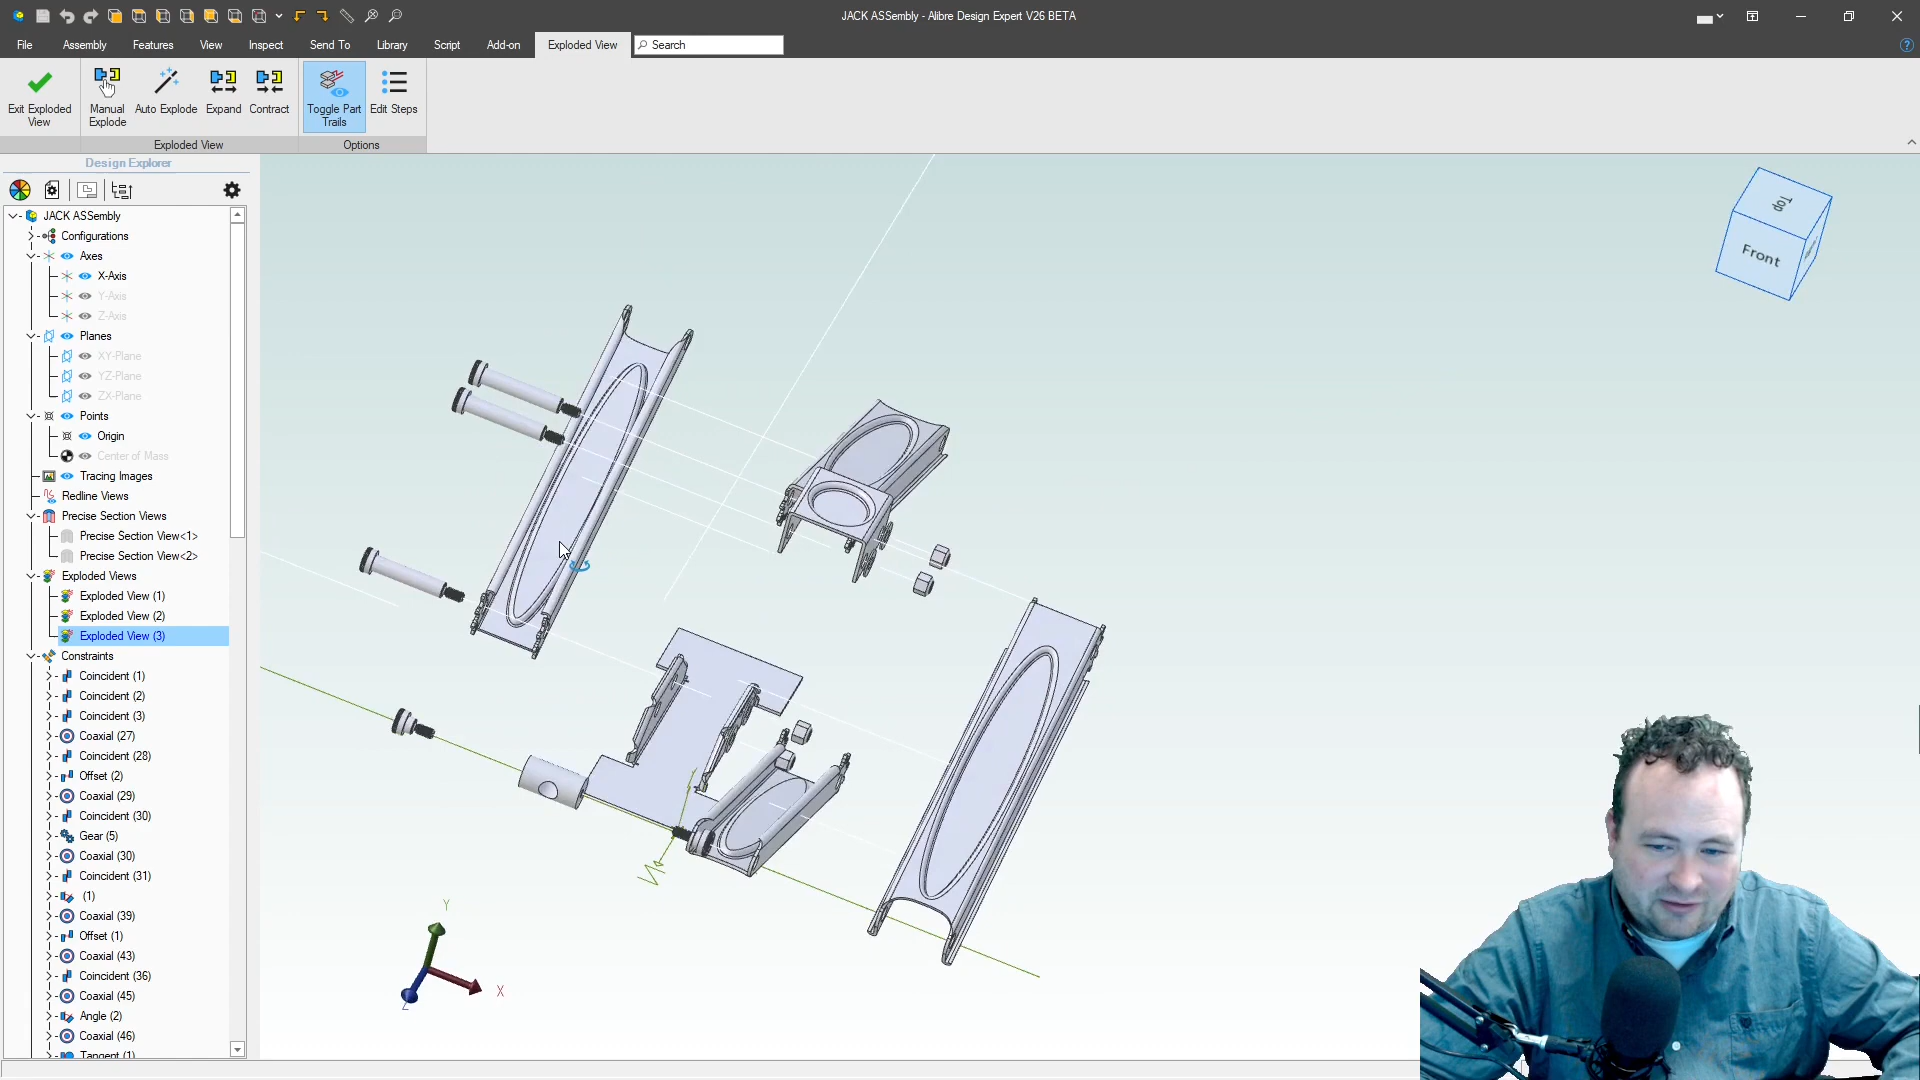 JACK ASSembly - Alibre Design Expert V26 BETA
File Assembly Features View Inspect Send To Library Script Add-on Exploded View Search
Exit Exploded View
Manual Explode
Auto Explode
Expand
Contract
Toggle Part Trails
Edit Steps
Exploded View
Options
Design Explorer
JACK ASSembly
Configurations
Axes
X-Axis
Y-Axis
Z-Axis
Planes
XY-Plane
YZ-Plane
ZX-Plane
Points
Origin
Center of Mass
Tracing Images
Redline Views
Precise Section Views
Precise Section View<1>
Precise Section View<2>
Exploded Views
Exploded View (1)
Exploded View (2)
Exploded View (3)
Constraints
Coincident (1)
Coincident (2)
Coincident (3)
Coaxial (27)
Coincident (28)
Offset (2)
Coaxial (29)
Coincident (30)
Gear (5)
Coaxial (30)
Coincident (31)
(1)
Coaxial (39)
Offset (1)
Coaxial (43)
Coincident (36)
Coaxial (45)
Angle (2)
Coaxial (46)
Tangent (1)
Top
Front
Y
X
Z